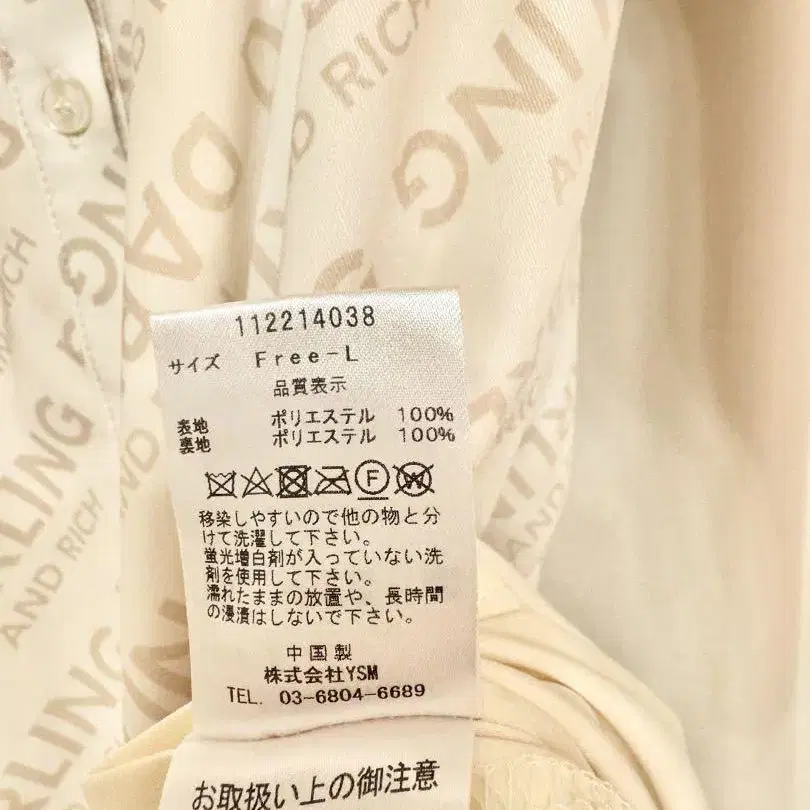 KLING
AND RICH
DARLING
AND RICH
112214038
サイズ Free-L
品質表示
表地 ポリエステル 100%
裏地 ポリエステル 100%
F W
移染しやすいので他の物と分
けて洗濯して下さい。
蛍光増白剤が入っていない洗
剤を使用して下さい。
濡れたままの放置や、長時間
の浸漬はしないで下さい。
中国製
株式会社YSM
TEL. 03-6804-6689
お取扱い上の御注意
RLING
AND RICH